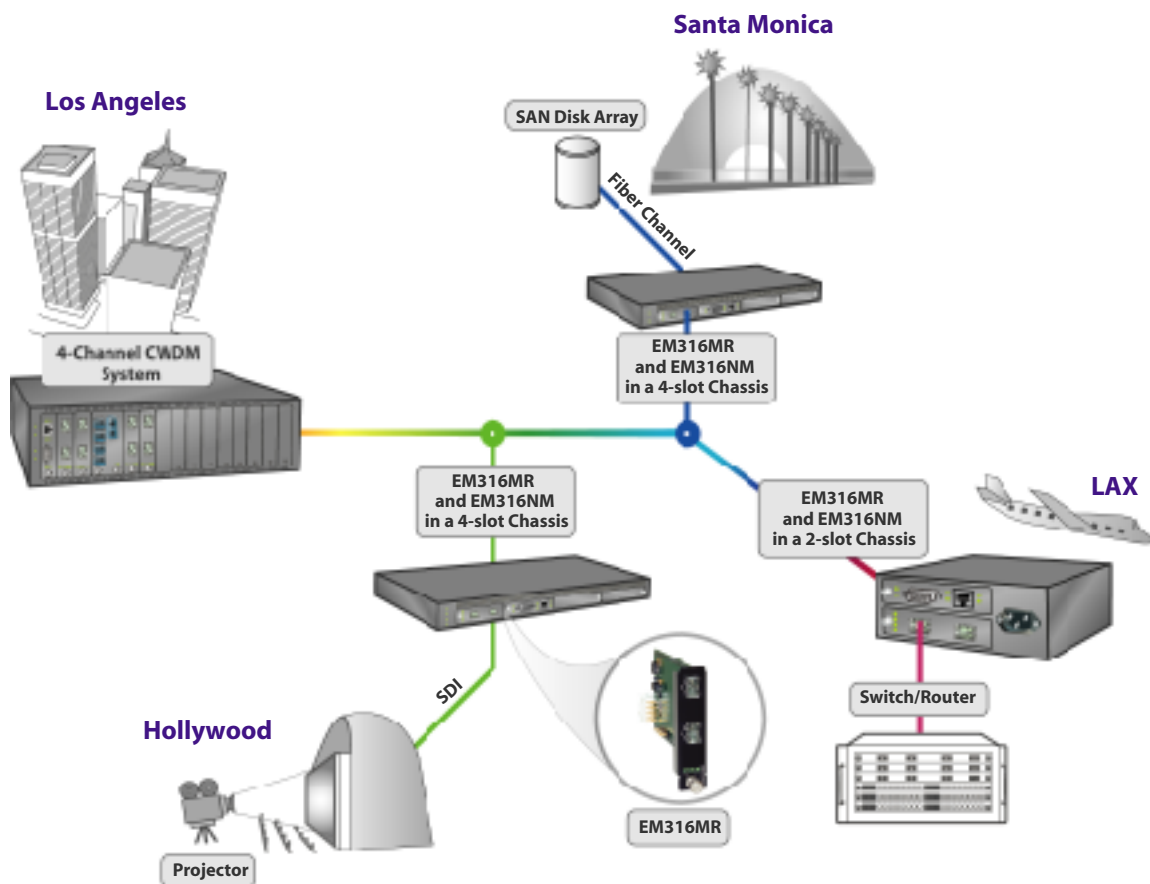 Santa Monica
Los Angeles
SAN Disk Array
Fiber Channel
4-Channel CWDM
System
EM316MR
and EM316NM
in a 4-slot Chassis
EM316MR
and EM316NM
in a 4-slot Chassis
EM316MR
and EM316NM
in a 2-slot Chassis
LAX
SDI
Switch/Router
Hollywood
EM316MR
Projector